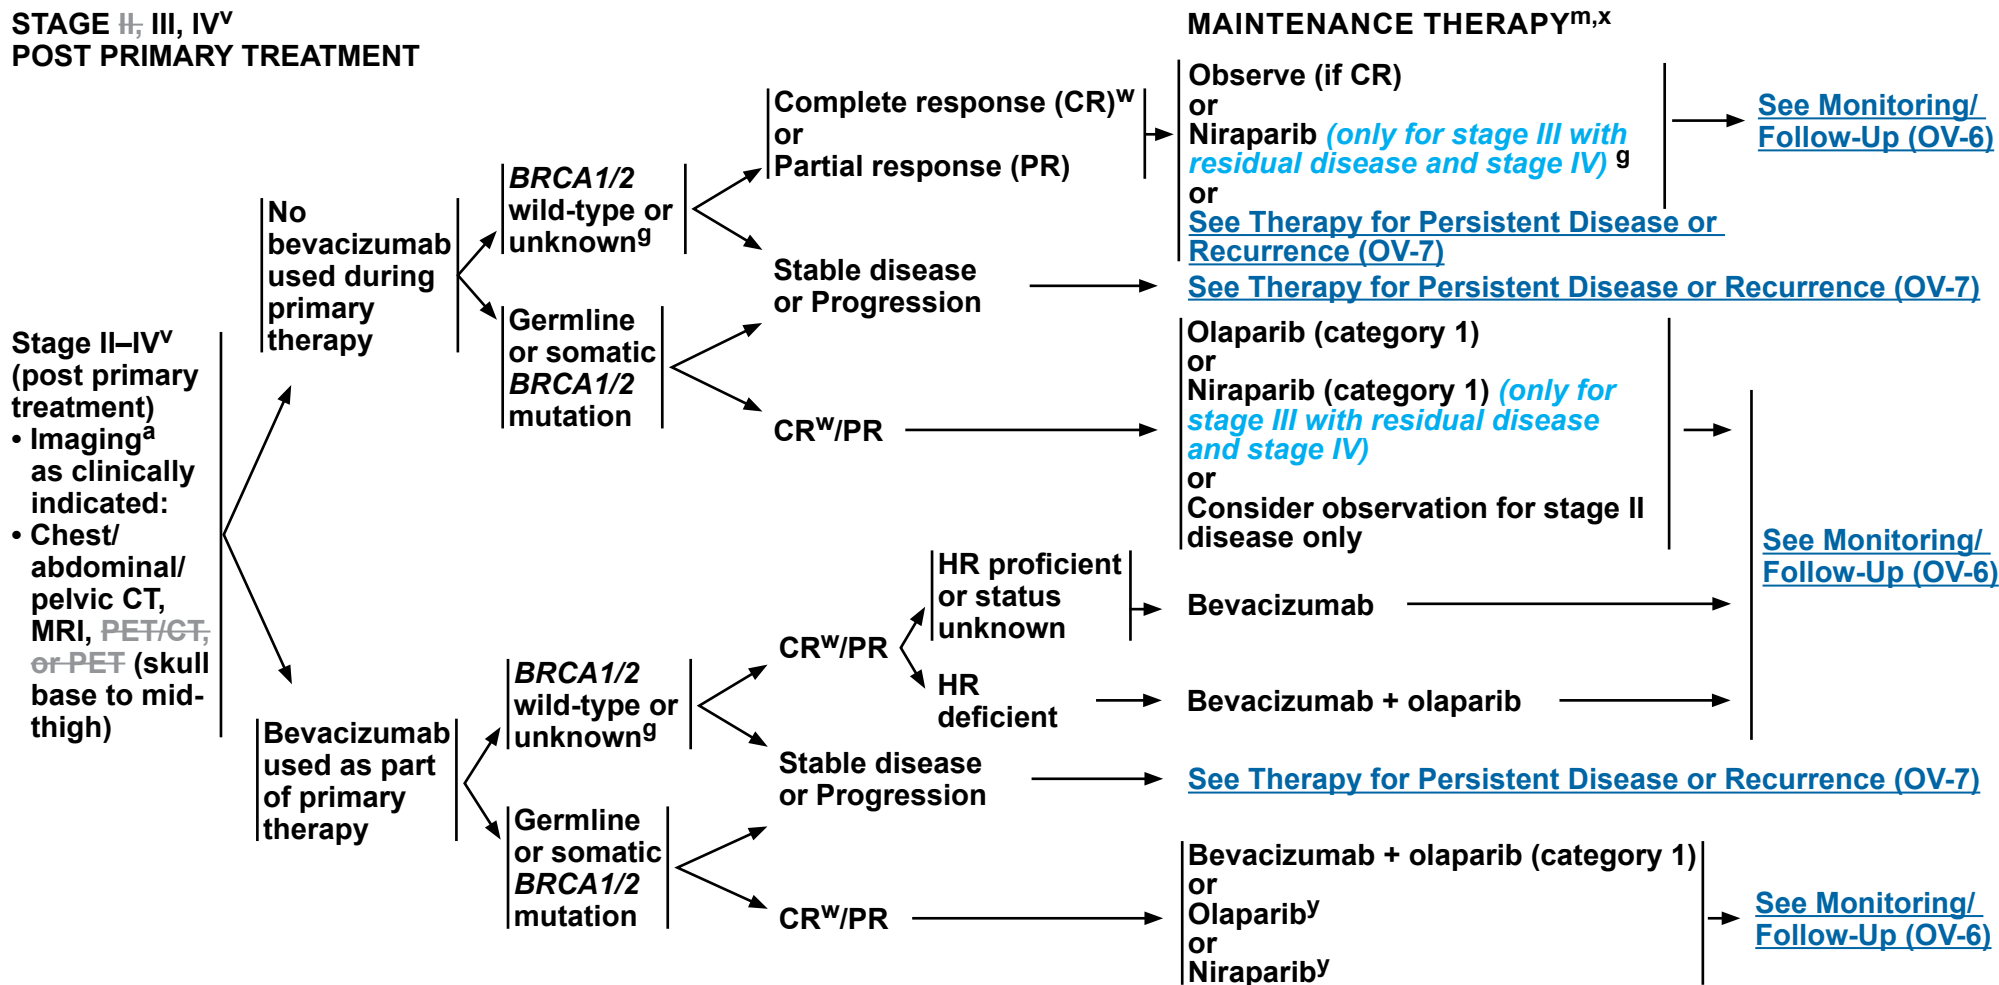 STAGE II, III, IVv
POST PRIMARY TREATMENT
Stage II–IVv
(post primary
treatment)
• Imaginga
as clinically
indicated:
• Chest/
abdominal/
pelvic CT,
MRI, PET/CT,
or PET (skull
base to mid-
thigh)
No
bevacizumab
used during
primary
therapy
BRCA1/2
wild-type or
unknowng
Germline
or somatic
BRCA1/2
mutation
Complete response (CR)w
or
Partial response (PR)
Stable disease
or Progression
CRw/PR
MAINTENANCE THERAPYm,x
Observe (if CR)
or
Niraparib (only for stage III with
residual disease and stage IV) g
or
See Therapy for Persistent Disease or
Recurrence (OV-7)
See Monitoring/
Follow-Up (OV-6)
See Therapy for Persistent Disease or Recurrence (OV-7)
Olaparib (category 1)
or
Niraparib (category 1) (only for
stage III with residual disease
and stage IV)
or
Consider observation for stage II
disease only
Bevacizumab
used as part
of primary
therapy
BRCA1/2
wild-type or
unknowng
Germline
or somatic
BRCA1/2
mutation
CRw/PR
HR proficient
or status
unknown
HR
deficient
Bevacizumab
Bevacizumab + olaparib
See Monitoring/
Follow-Up (OV-6)
Stable disease
or Progression
See Therapy for Persistent Disease or Recurrence (OV-7)
CRw/PR
Bevacizumab + olaparib (category 1)
or
Olapariby
or
Nirapariby
See Monitoring/
Follow-Up (OV-6)